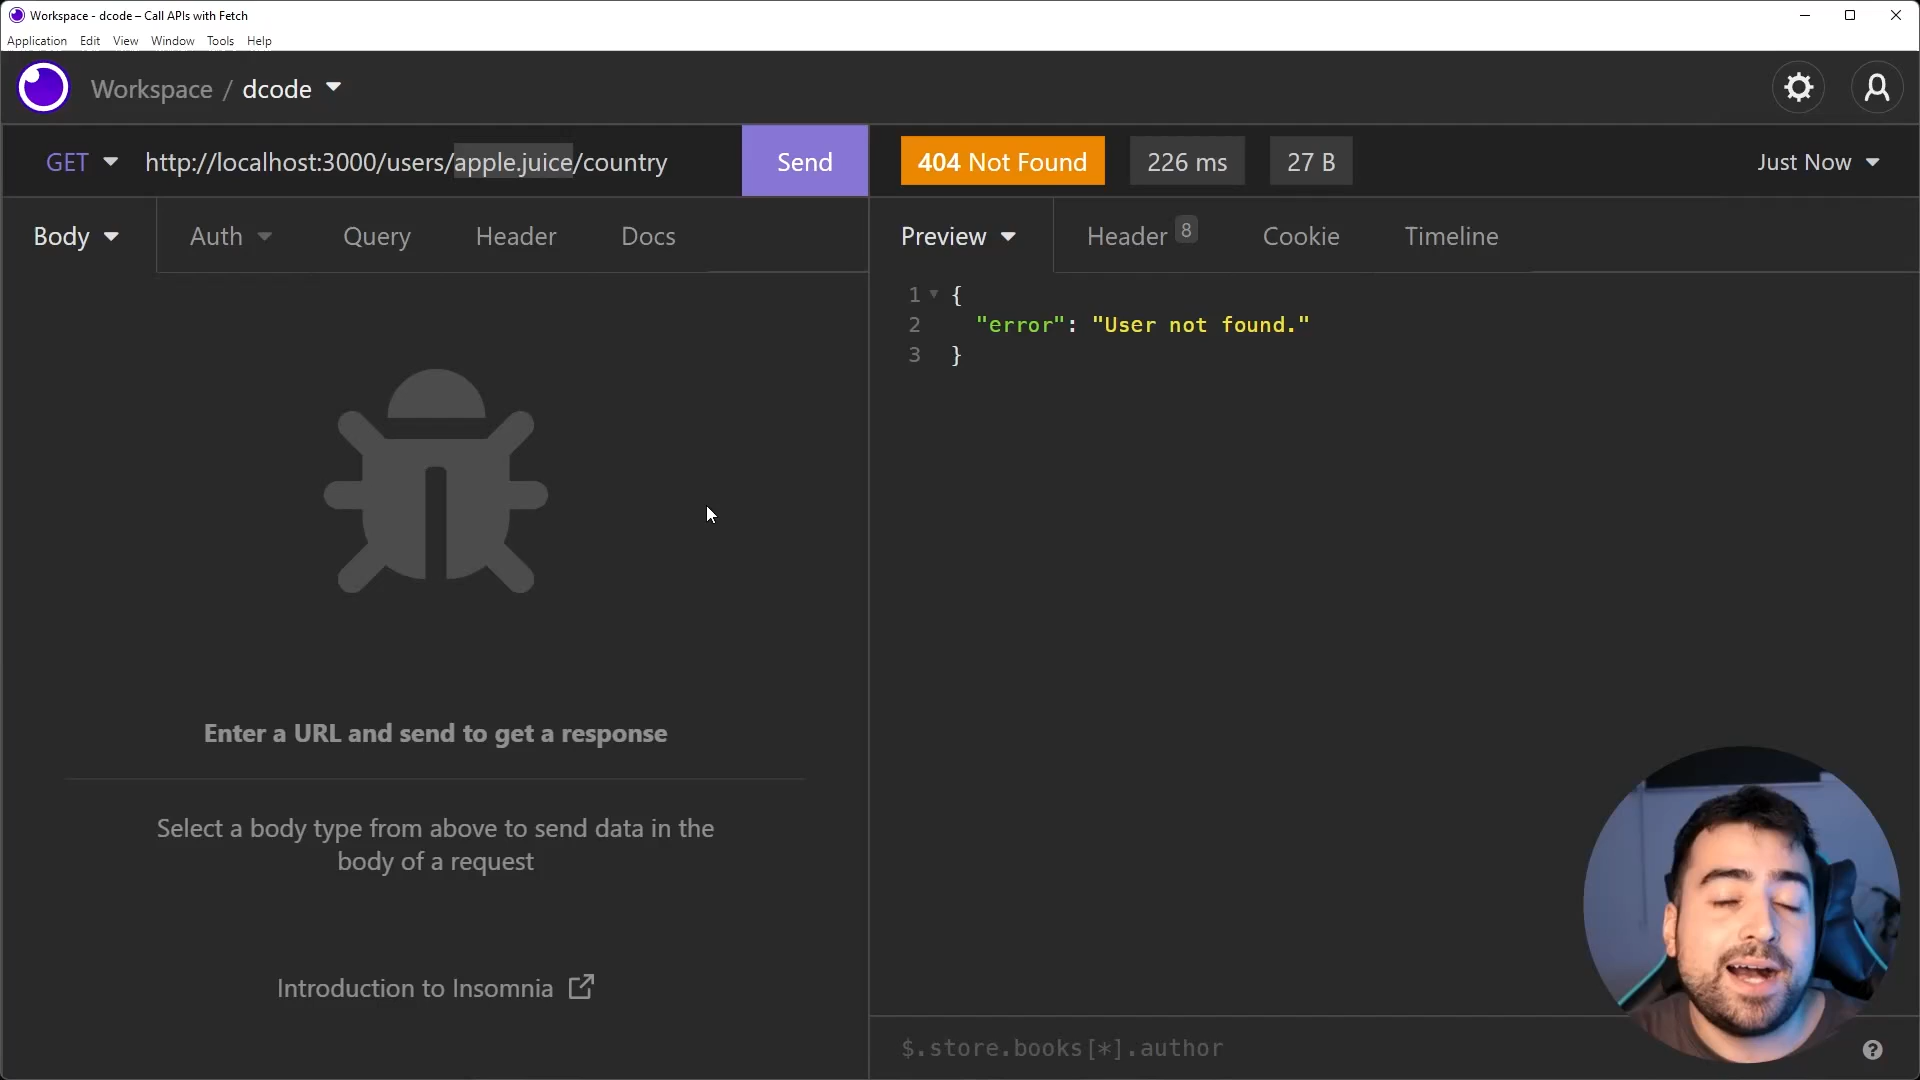 Workspace - dcode – Call APIs with Fetch
Application Edit View Window Tools Help
Workspace / dcode
GET http://localhost:3000/users/apple.juice/country Send 404 Not Found 226 ms 27 B Just Now
Body Auth Query Header Docs Preview Header 8 Cookie Timeline
1 {
2 "error": "User not found."
3 }
Enter a URL and send to get a response
Select a body type from above to send data in the
body of a request
Introduction to Insomnia
$.store.books[*].author ?